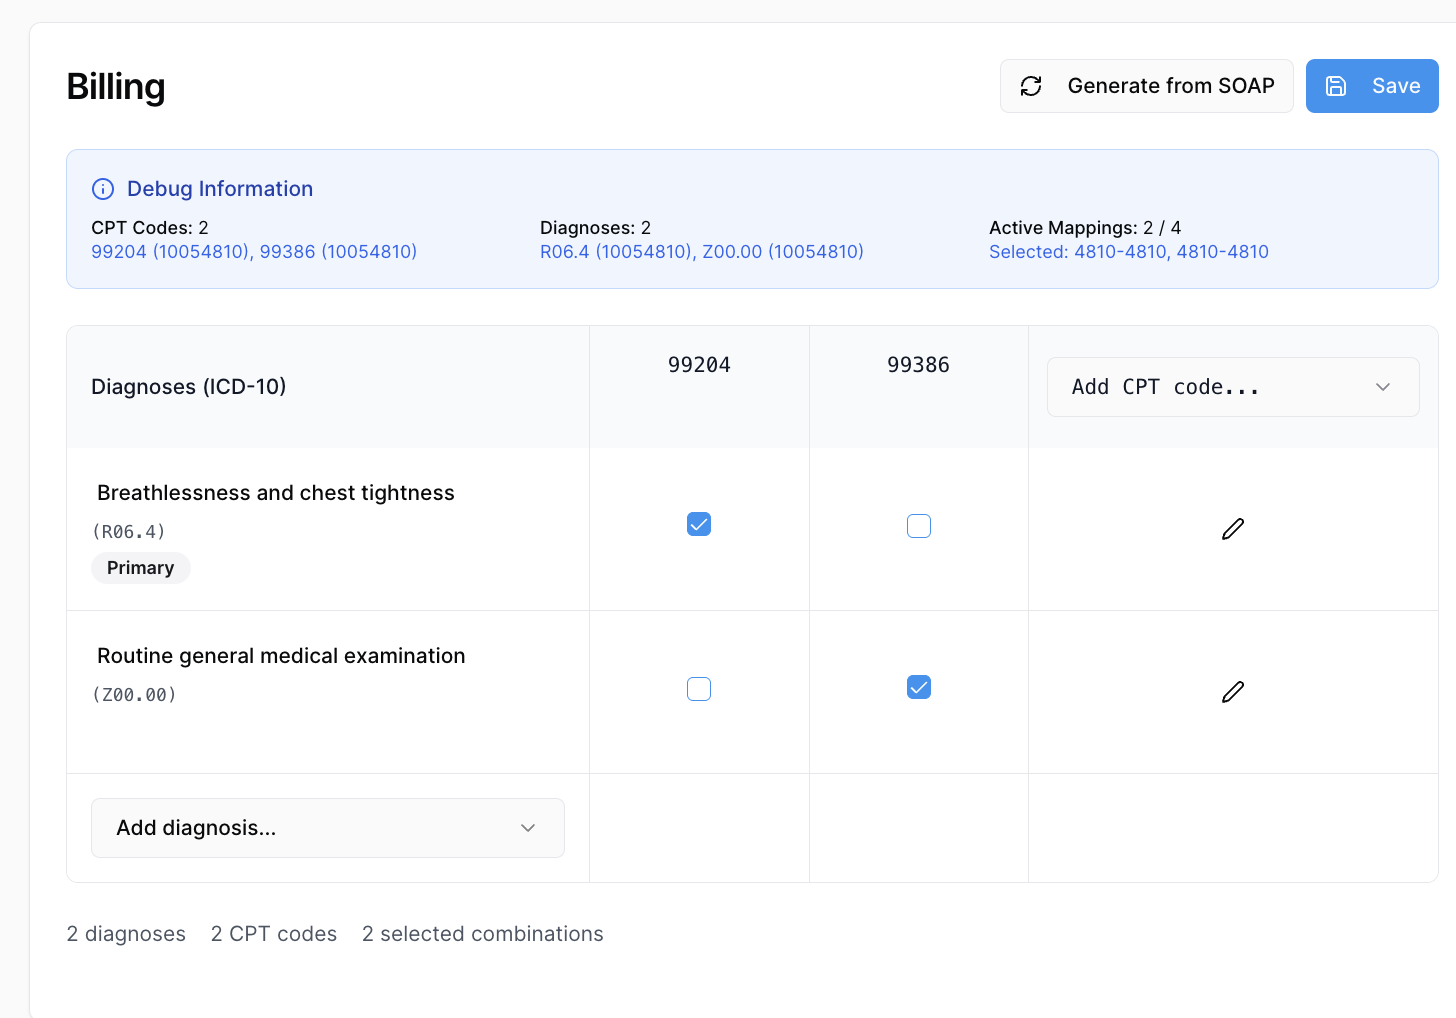 Billing
Generate from SOAP
Save
Debug Information
CPT Codes: 2
99204 (10054810), 99386 (10054810)
Diagnoses: 2
R06.4 (10054810), Z00.00 (10054810)
Active Mappings: 2 / 4
Selected: 4810-4810, 4810-4810
Diagnoses (ICD-10)
99204
99386
Add CPT code...
Breathlessness and chest tightness
(R06.4)
Primary
Routine general medical examination
(Z00.00)
Add diagnosis...
2 diagnoses 2 CPT codes 2 selected combinations